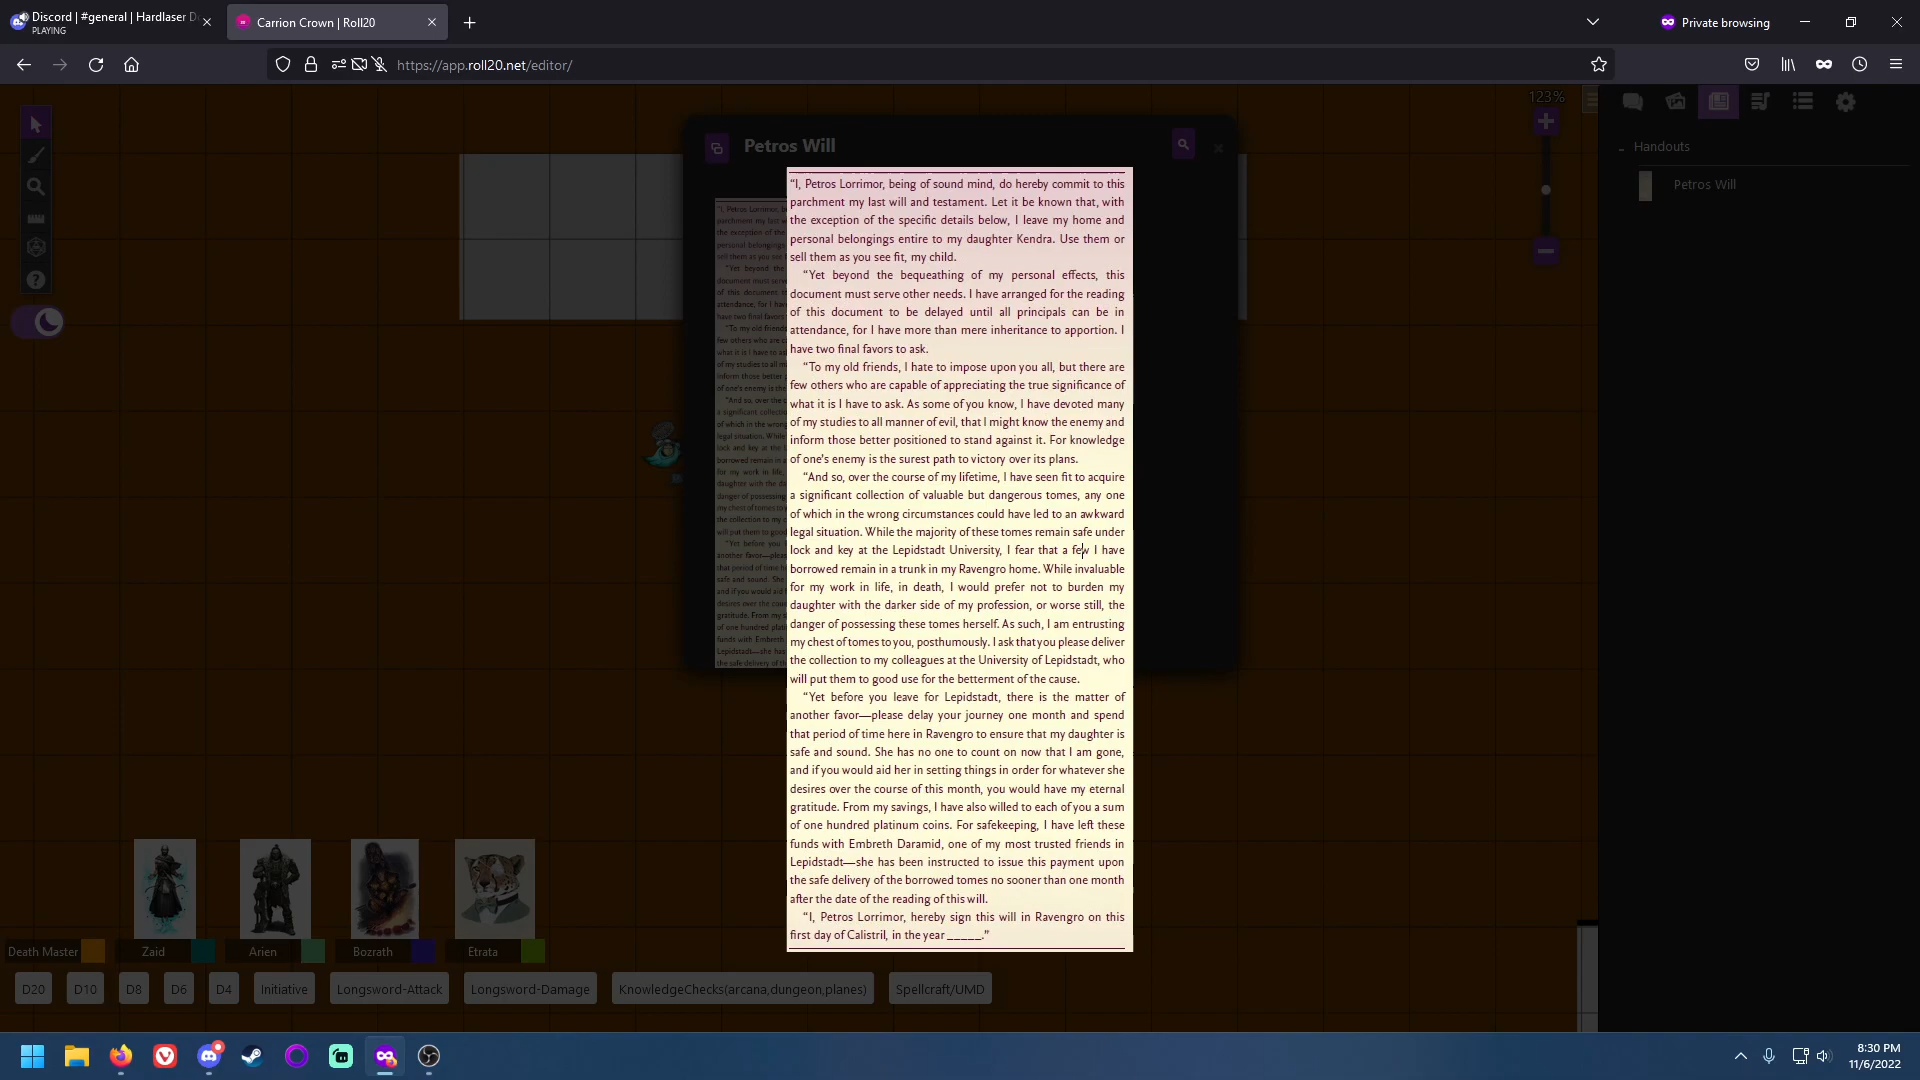 Discord | #general | Hardlaser D
PLAYING
Carrion Crown | Roll20
Private browsing
https://app.roll20.net/editor/
123%
Petros Will
Handouts
Petros Will
“I, Petros Lorrimor, being of sound mind, do hereby commit to this
parchment my last will and testament. Let it be known that, with
the exception of the specific details below, I leave my home and
personal belongings entire to my daughter Kendra. Use them or
sell them as you see fit, my child.
“Yet beyond the bequeathing of my personal effects, this
document must serve other needs. I have arranged for the reading
of this document to be delayed until all principals can be in
attendance, for I have more than mere inheritance to apportion. I
have two final favors to ask.
“To my old friends, I hate to impose upon you all, but there are
few others who are capable of appreciating the true significance of
what it is I have to ask. As some of you know, I have devoted many
of my studies to all manner of evil, that I might know the enemy and
inform those better positioned to stand against it. For knowledge
of one’s enemy is the surest path to victory over its plans.
“And so, over the course of my lifetime, I have seen fit to acquire
a significant collection of valuable but dangerous tomes, any one
of which in the wrong circumstances could have led to an awkward
legal situation. While the majority of these tomes remain safe under
lock and key at the Lepidstadt University, I fear that a few I have
borrowed remain in a trunk in my Ravengro home. While invaluable
for my work in life, in death, I would prefer not to burden my
daughter with the darker side of my profession, or worse still, the
danger of possessing these tomes herself. As such, I am entrusting
my chest of tomes to you, posthumously. I ask that you please deliver
the collection to my colleagues at the University of Lepidstadt, who
will put them to good use for the betterment of the cause.
“Yet before you leave for Lepidstadt, there is the matter of
another favor—please delay your journey one month and spend
that period of time here in Ravengro to ensure that my daughter is
safe and sound. She has no one to count on now that I am gone,
and if you would aid her in setting things in order for whatever she
desires over the course of this month, you would have my eternal
gratitude. From my savings, I have also willed to each of you a sum
of one hundred platinum coins. For safekeeping, I have left these
funds with Embreth Daramid, one of my most trusted friends in
Lepidstadt—she has been instructed to issue this payment upon
the safe delivery of the borrowed tomes no sooner than one month
after the date of the reading of this will.
“I, Petros Lorrimor, hereby sign this will in Ravengro on this
first day of Calistril, in the year _____.”
Death Master
Zaid
Arien
Bozrath
Etrata
D20
D10
D8
D6
D4
Initiative
Longsword-Attack
Longsword-Damage
KnowledgeChecks(arcana,dungeon,planes)
Spellcraft/UMD
8:30 PM
11/6/2022